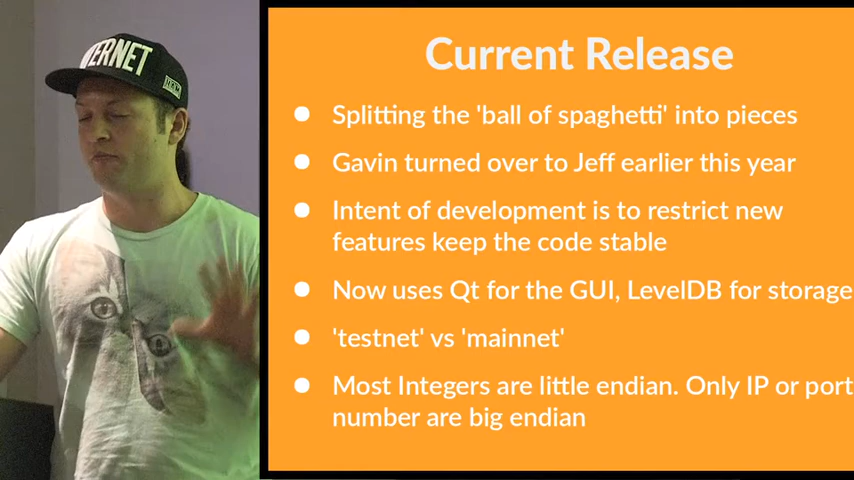 ERNET
Current Release
Splitting the 'ball of spaghetti' into pieces
Gavin turned over to Jeff earlier this year
Intent of development is to restrict new
features keep the code stable
Now uses Qt for the GUI, LevelDB for storage
'testnet' vs 'mainnet'
Most Integers are little endian. Only IP or port
number are big endian